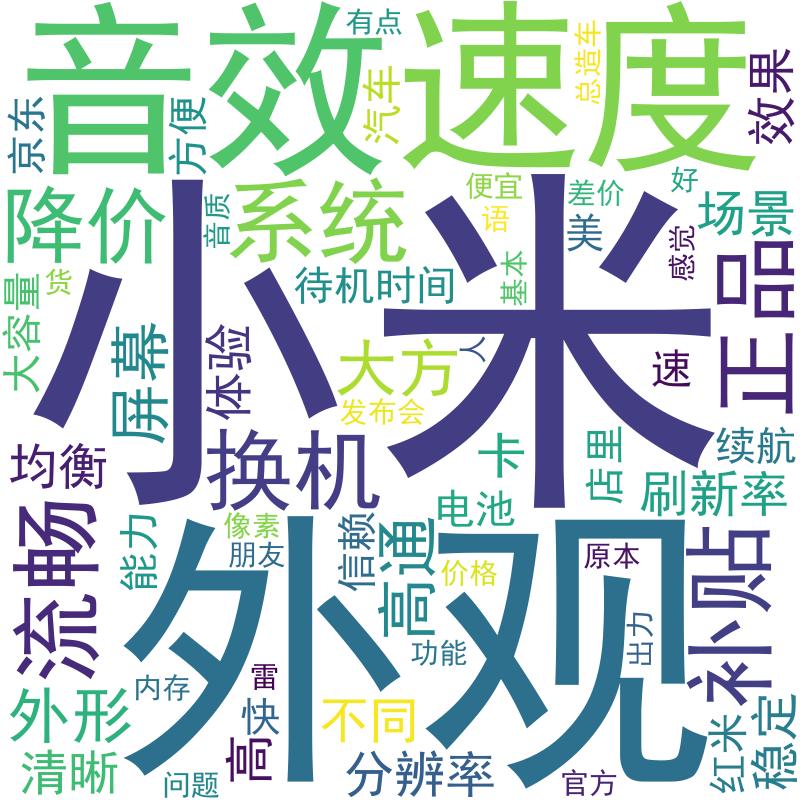 有点
音效
速度
总造车
汽车
京东
方便
效果
降价
音质
系统
便宜
语
差价
好
美
感觉
场景
小米
正品
大容量
货
待机时间
基本
屏幕
体验
大方
人
速
发布会
均衡
换机
卡
店里
续航
刷新率
电池
流畅
能力
像素
朋友
信赖
高通
价格
原本
补贴
外观
功能
出力
雷
内存
快
外形
不同
高
清晰
问题
分辨率
官方
红米
稳定